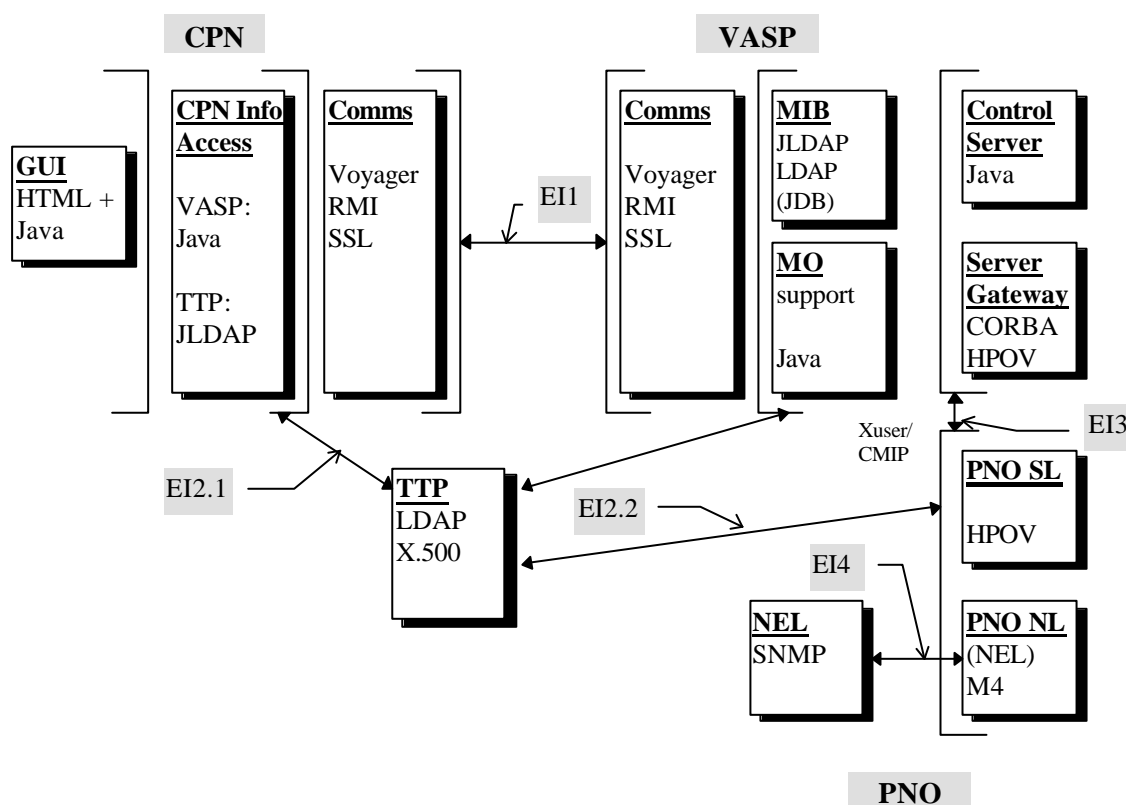 CPN
VASP
GUI
HTML +
Java
CPN Info
Access
VASP:
Java
TTP:
JLDAP
Comms
Voyager
RMI
SSL
EI1
Comms
Voyager
RMI
SSL
MIB
JLDAP
LDAP
(JDB)
MO
support
Java
Control
Server
Java
Server
Gateway
CORBA
HPOV
Xuser/
CMIP
EI3
EI2.1
TTP
LDAP
X.500
EI2.2
PNO SL
HPOV
EI4
NEL
SNMP
PNO NL
(NEL)
M4
PNO